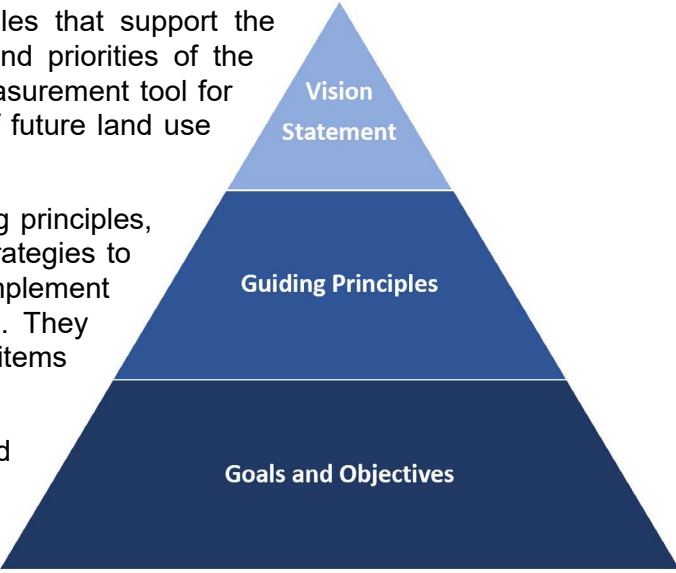 les that support the
nd priorities of the
asurement tool for
f future land use
g principles,
rategies to
mplement
. They
items
d
Vision
Statement
Guiding Principles
Goals and Objectives